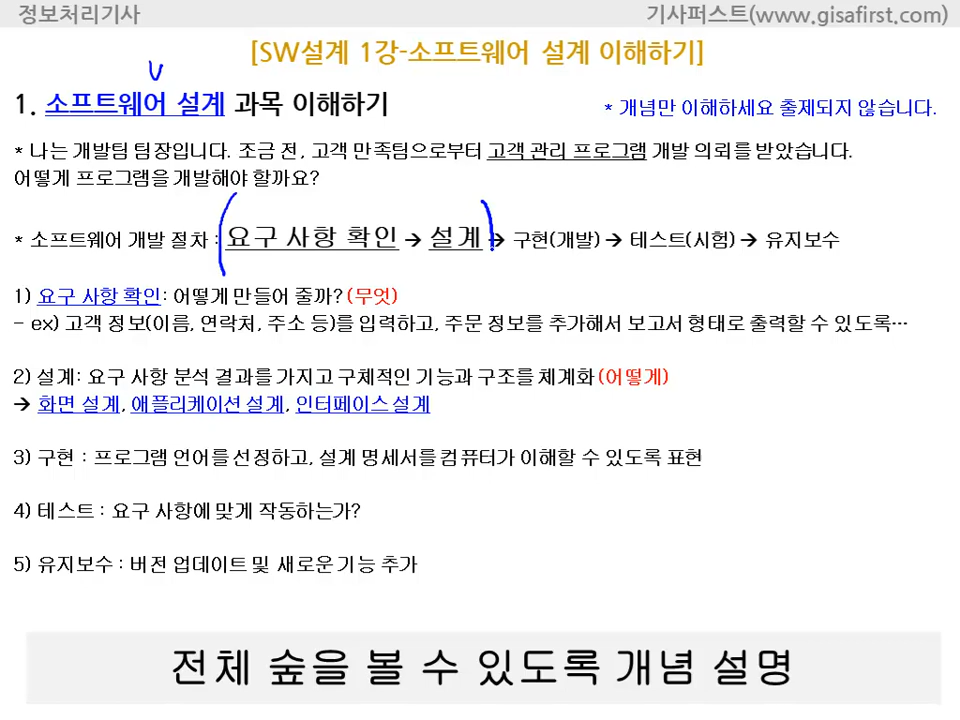 정보처리기사
기사퍼스트(www.gisafirst.com)
[SW설계 1강-소프트웨어 설계 이해하기]
1. 소프트웨어 설계 과목 이해하기
* 개념만 이해하세요 출제되지 않습니다.
* 나는 개발팀 팀장입니다. 조금 전, 고객 만족팀으로부터 고객 관리 프로그램 개발 의뢰를 받았습니다.
어떻게 프로그램을 개발해야 할까요?
* 소프트웨어 개발 절차 : 요구 사항 확인 → 설계 → 구현(개발) → 테스트(시험) → 유지보수
1) 요구 사항 확인: 어떻게 만들어 줄까? (무엇)
- ex) 고객 정보(이름, 연락처, 주소 등)를 입력하고, 주문 정보를 추가해서 보고서 형태로 출력할 수 있도록…
2) 설계: 요구 사항 분석 결과를 가지고 구체적인 기능과 구조를 체계화 (어떻게)
→ 화면 설계, 애플리케이션 설계, 인터페이스 설계
3) 구현 : 프로그램 언어를 선정하고, 설계 명세서를 컴퓨터가 이해할 수 있도록 표현
4) 테스트 : 요구 사항에 맞게 작동하는가?
5) 유지보수 : 버전 업데이트 및 새로운 기능 추가
전체 숲을 볼 수 있도록 개념 설명